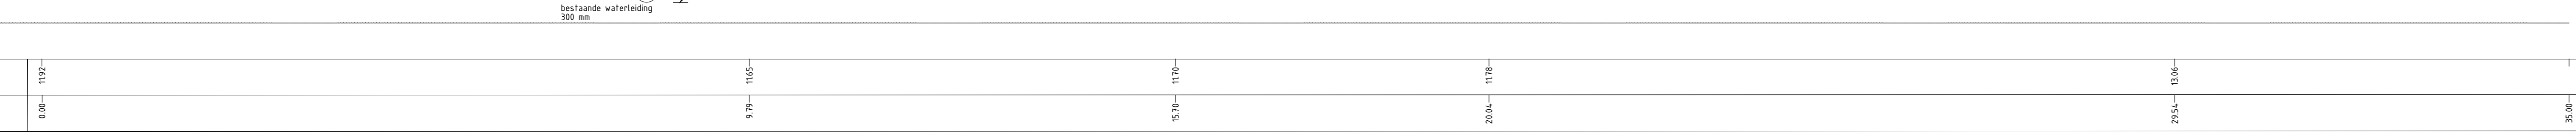 bestaande waterleiding
300 mm
11.92 11.65 11.70 11.78 13.06
0.00 9.79 15.70 20.04 29.54 35.00